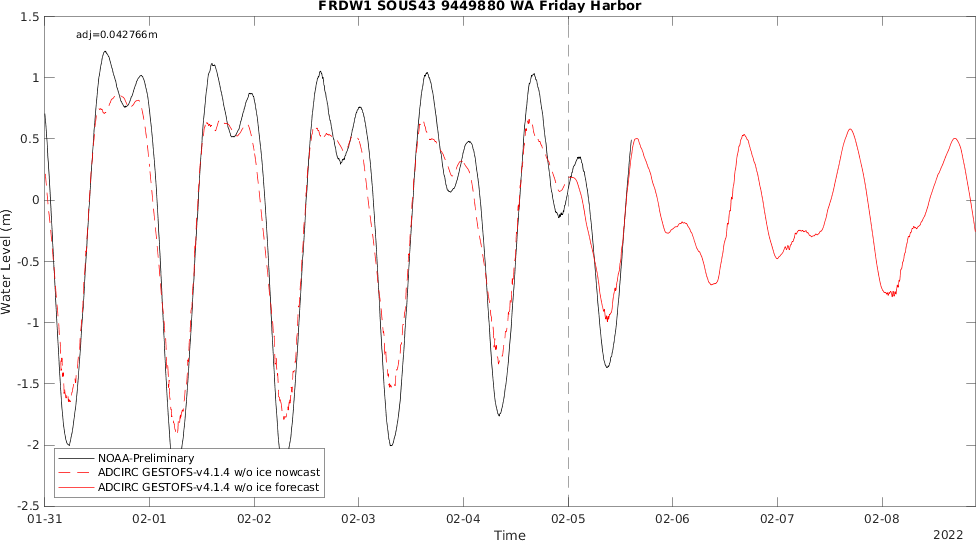 FRDW1 SOUS43 9449880 WA Friday Harbor
adj=0.042766m
Water Level (m)
1.5
1
0.5
0
-0.5
-1
-1.5
-2
-2.5
NOAA-Preliminary
ADCIRC GESTOFS-v4.1.4 w/o ice nowcast
ADCIRC GESTOFS-v4.1.4 w/o ice forecast
01-31 02-01 02-02 02-03 02-04 02-05 02-06 02-07 02-08
Time
2022